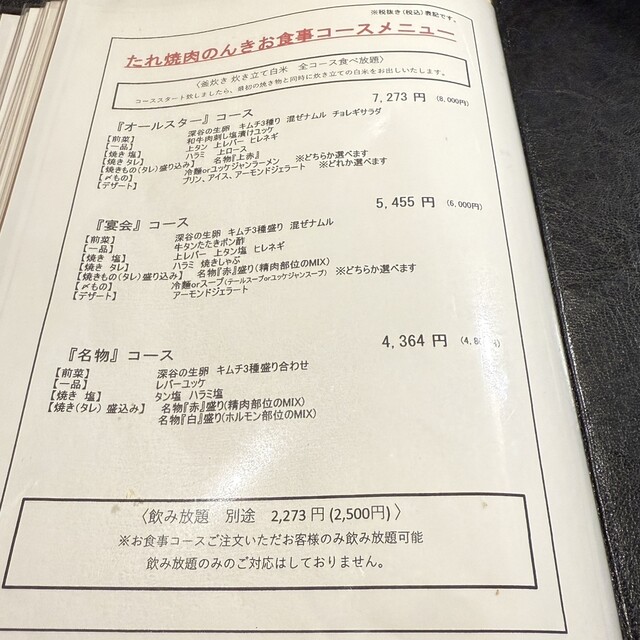 ※税抜き(税込)表記です。
たれ焼肉のんきお食事コースメニュー
〈釜炊き 炊き立て白米 全コース食べ放題〉
コーススタート致しましたら、最初の焼き物と同時に炊き立ての白米をお出しいたします。
7,273 円 (8,000円)
『オールスター』コース
【前菜】 深谷の生卵 キムチ3種り 混ぜナムル チョレギサラダ
【一品】 和牛肉刺し塩漬けユッケ
【焼き 塩】 上タン 上レバー ヒレネギ
【焼き タレ】 ハラミ 上ロース
【焼きもの(タレ)盛り込み】 名物『上赤』 ※どちらか選べます
【〆もの】 冷麺orユッケジャンラーメン ※どれか選べます
【デザート】 プリン、アイス、アーモンドジェラート
5,455 円 (6,000円)
『宴会』コース
【前菜】 深谷の生卵 キムチ3種盛り 混ぜナムル
【一品】 牛タンたたきポン酢
【焼き 塩】 上レバー 上タン塩 ヒレネギ
【焼き タレ】 ハラミ 焼きしゃぶ
【焼きもの(タレ)盛り込み】 名物『赤』盛り(精肉部位のMIX)
【〆もの】 冷麺orスープ(テールスープorユッケジャンスープ) ※どちらか選べます
【デザート】 アーモンドジェラート
4,364 円
『名物』コース
【前菜】 深谷の生卵 キムチ3種盛り合わせ
【一品】 レバーユッケ
【焼き 塩】 タン塩 ハラミ塩
【焼き(タレ) 盛込み】 名物『赤』盛り(精肉部位のMIX)
名物『白』盛り(ホルモン部位のMIX)
〈飲み放題 別途 2,273 円 (2,500円) 〉
※お食事コースご注文いただお客様のみ飲み放題可能
飲み放題のみのご対応はしておりません。